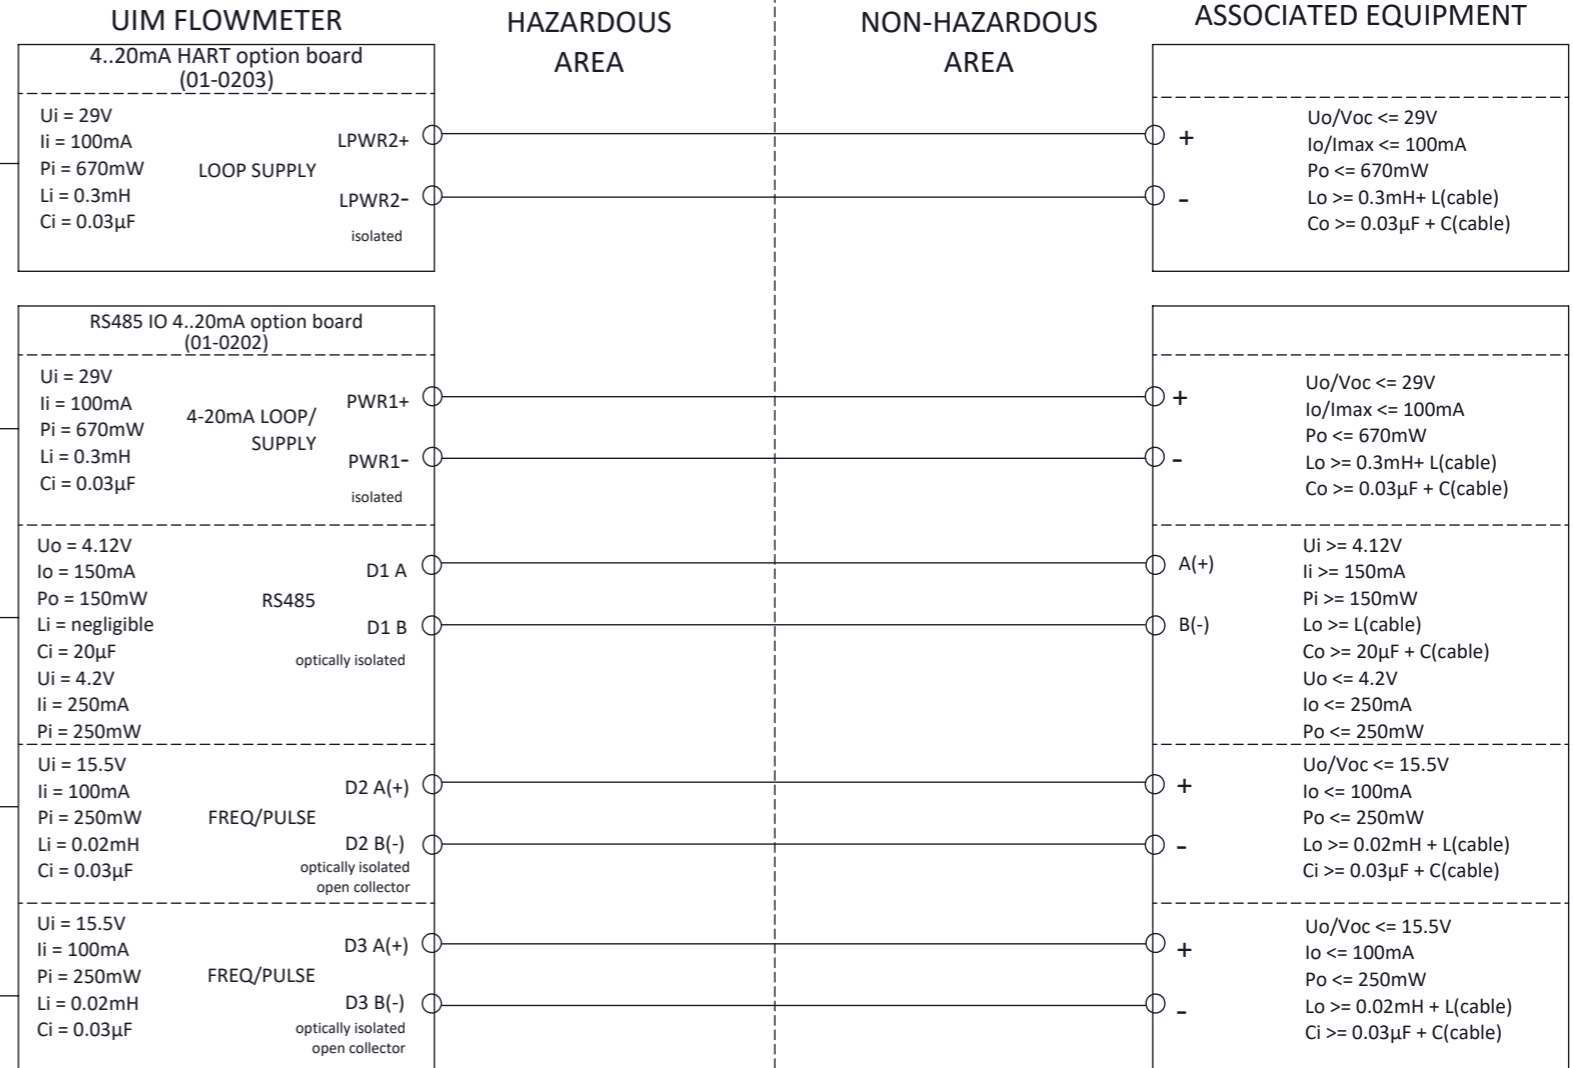 UIM FLOWMETER
HAZARDOUS
AREA
NON-HAZARDOUS
AREA
ASSOCIATED EQUIPMENT
4..20mA HART option board
(01-0203)
Ui = 29V
Ii = 100mA
Pi = 670mW
Li = 0.3mH
Ci = 0.03µF
LOOP SUPPLY
LPWR2+
LPWR2-
isolated
+
-
Uo/Voc <= 29V
Io/Imax <= 100mA
Po <= 670mW
Lo >= 0.3mH+ L(cable)
Co >= 0.03µF + C(cable)
RS485 IO 4..20mA option board
(01-0202)
Ui = 29V
Ii = 100mA
Pi = 670mW
Li = 0.3mH
Ci = 0.03µF
4-20mA LOOP/
SUPPLY
PWR1+
PWR1-
isolated
+
-
Uo/Voc <= 29V
Io/Imax <= 100mA
Po <= 670mW
Lo >= 0.3mH+ L(cable)
Co >= 0.03µF + C(cable)
Uo = 4.12V
Io = 150mA
Po = 150mW
Li = negligible
Ci = 20µF
Ui = 4.2V
Ii = 250mA
Pi = 250mW
RS485
D1 A
D1 B
optically isolated
A(+)
B(-)
Ui >= 4.12V
Ii >= 150mA
Pi >= 150mW
Lo >= L(cable)
Co >= 20µF + C(cable)
Uo <= 4.2V
Io <= 250mA
Po <= 250mW
Ui = 15.5V
Ii = 100mA
Pi = 250mW
Li = 0.02mH
Ci = 0.03µF
FREQ/PULSE
D2 A(+)
D2 B(-)
optically isolated
open collector
+
-
Uo/Voc <= 15.5V
Io <= 100mA
Po <= 250mW
Lo >= 0.02mH + L(cable)
Ci >= 0.03µF + C(cable)
Ui = 15.5V
Ii = 100mA
Pi = 250mW
Li = 0.02mH
Ci = 0.03µF
FREQ/PULSE
D3 A(+)
D3 B(-)
optically isolated
open collector
+
-
Uo/Voc <= 15.5V
Io <= 100mA
Po <= 250mW
Lo >= 0.02mH + L(cable)
Ci >= 0.03µF + C(cable)